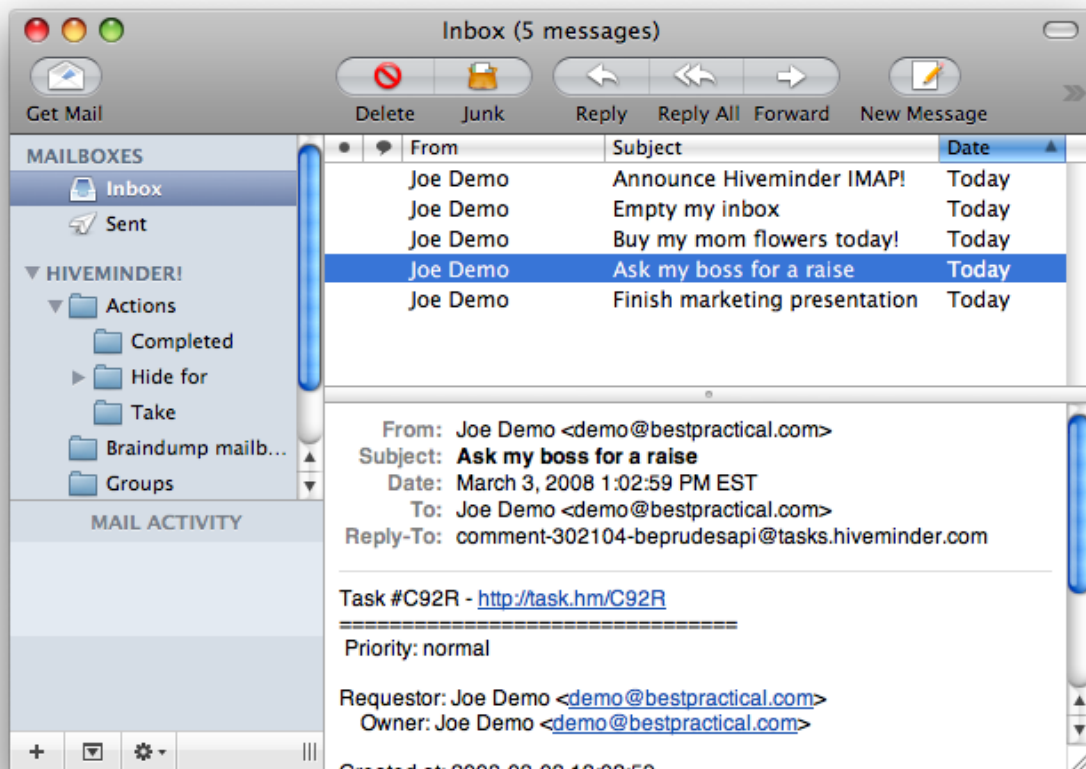 Inbox (5 messages)
Get Mail
Delete Junk Reply Reply All Forward New Message
MAILBOXES
Inbox
Sent
HIVEMINDER!
Actions
Completed
Hide for
Take
Braindump mailb...
Groups
MAIL ACTIVITY
From Subject Date
Joe Demo Announce Hiveminder IMAP! Today
Joe Demo Empty my inbox Today
Joe Demo Buy my mom flowers today! Today
Joe Demo Ask my boss for a raise Today
Joe Demo Finish marketing presentation Today
From: Joe Demo <demo@bestpractical.com>
Subject: Ask my boss for a raise
Date: March 3, 2008 1:02:59 PM EST
To: Joe Demo <demo@bestpractical.com>
Reply-To: comment-302104-beprudesapi@tasks.hiveminder.com
Task #C92R - http://task.hm/C92R
=================================
Priority: normal
Requestor: Joe Demo <demo@bestpractical.com>
Owner: Joe Demo <demo@bestpractical.com>
Created at: